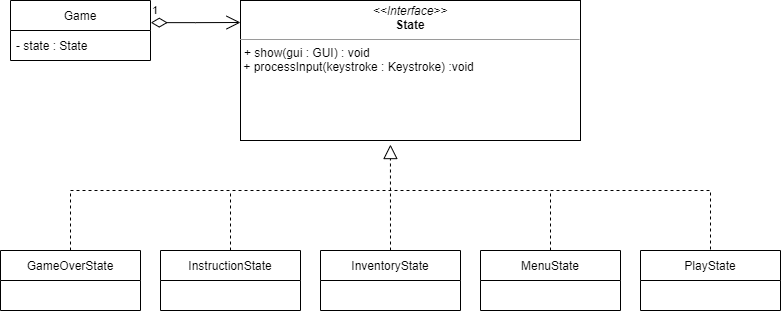 Game
- state : State
1
<<Interface>>
State
+ show(gui : GUI) : void
+ processInput(keystroke : Keystroke) :void
GameOverState
InstructionState
InventoryState
MenuState
PlayState